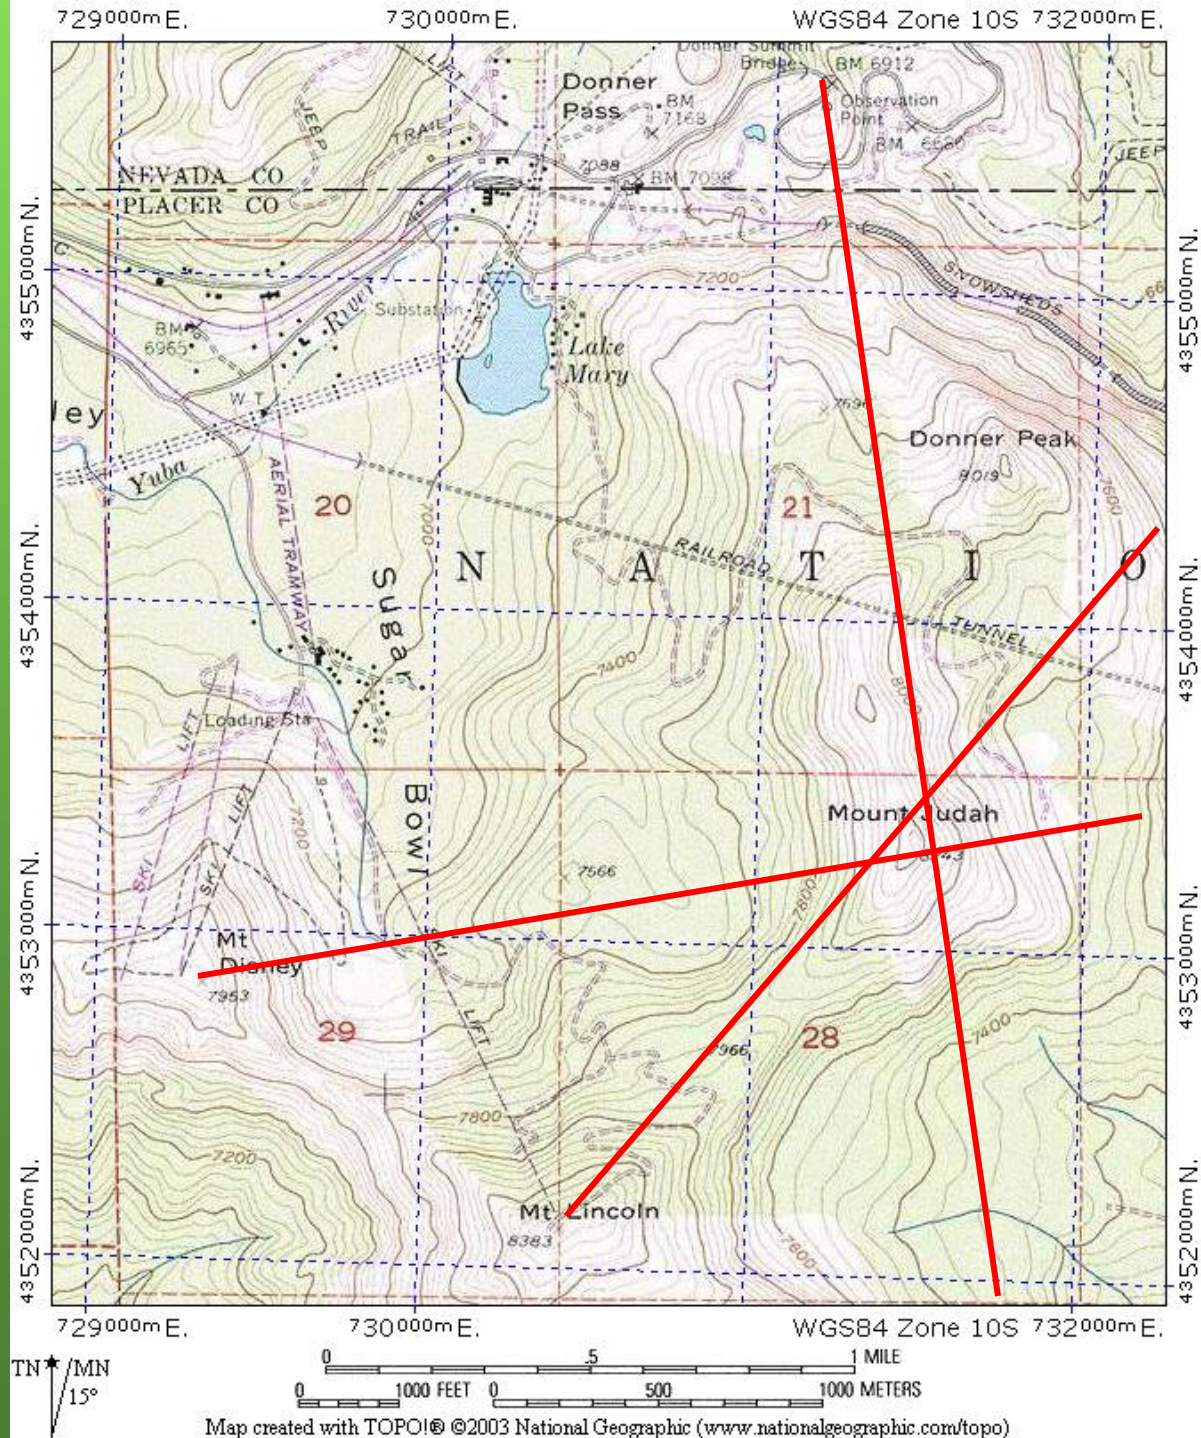 729000m E.
730000m E.
WGS84 Zone 10S 732000m E.
Donner Summit
Bridge
BM 6912
LIFT
Donner
Pass
BM
7168
Observation
Point
JEEP
TRAIL
BM 6680
JEEP
7088
NEVADA CO
PLACER CO
BM 7098
4355000m N.
4355000m N.
7200
SNOWSHEDS
66
C
River
Substation
BM
6965
Lake
Mary
W T
7696
ley
Donner Peak
8019
Yuba
AERIAL TRAMWAY
20
7000
21
7600
N A T I O
RAILROAD
TUNNEL
4354000m N.
4354000m N.
Sugar
Bowl
7400
8000
Loading Sta
LIFT
LIFT
SKI
SKI
7200
Mount Judah
8243
7566
7800
4353000m N.
4353000m N.
Mt
Disney
7953
SKI
LIFT
29
28
7966
7400
7800
7200
Mt Lincoln
8383
7800
4352000m N.
4352000m N.
729000m E.
730000m E.
WGS84 Zone 10S 732000m E.
TN MN
15°
0 .5 1 MILE
0 1000 FEET 0 500 1000 METERS
Map created with TOPO!® ©2003 National Geographic (www.nationalgeographic.com/topo)